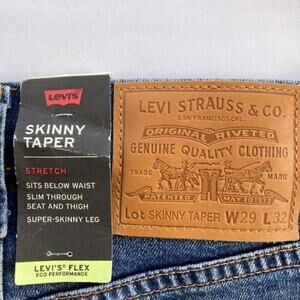 LEVI'S
SKINNY
TAPER
STRETCH
SITS BELOW WAIST
SLIM THROUGH
SEAT AND THIGH
SUPER-SKINNY LEG
LEVI'S® FLEX
ECO PERFORMANCE
LEVI STRAUSS & CO.
SAN FRANCISCO, CAL.
ORIGINAL RIVETED
GENUINE QUALITY CLOTHING
TRADE MARK
PATENTED MAY 20 1873
Lot SKINNY TAPER W 29 L 32